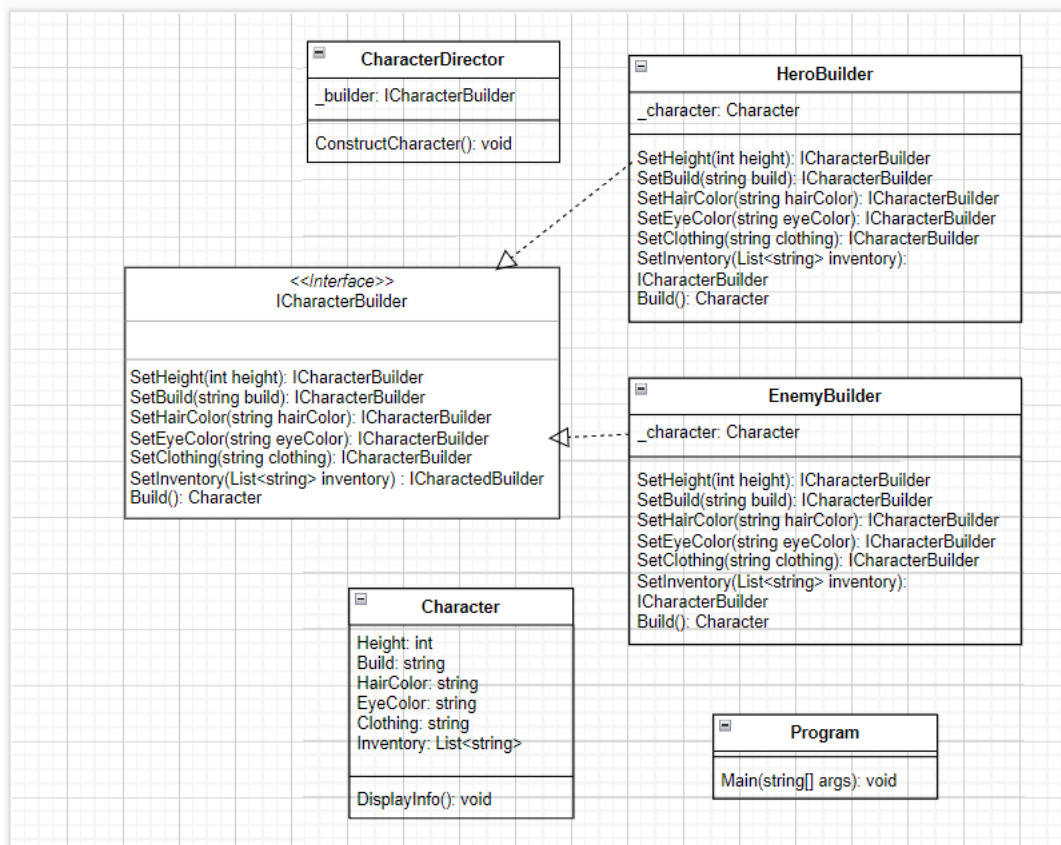 CharacterDirector
_builder: ICharacterBuilder
ConstructCharacter(): void
HeroBuilder
_character: Character
SetHeight(int height): ICharacterBuilder
SetBuild(string build): ICharacterBuilder
SetHairColor(string hairColor): ICharacterBuilder
SetEyeColor(string eyeColor): ICharacterBuilder
SetClothing(string clothing): ICharacterBuilder
SetInventory(List<string> inventory):
ICharacterBuilder
Build(): Character
<<Interface>>
ICharacterBuilder
SetHeight(int height): ICharacterBuilder
SetBuild(string build): ICharacterBuilder
SetHairColor(string hairColor): ICharacterBuilder
SetEyeColor(string eyeColor): ICharacterBuilder
SetClothing(string clothing): ICharacterBuilder
SetInventory(List<string> inventory) : ICharactedBuilder
Build(): Character
EnemyBuilder
_character: Character
SetHeight(int height): ICharacterBuilder
SetBuild(string build): ICharacterBuilder
SetHairColor(string hairColor): ICharacterBuilder
SetEyeColor(string eyeColor): ICharacterBuilder
SetClothing(string clothing): ICharacterBuilder
SetInventory(List<string> inventory):
ICharacterBuilder
Build(): Character
Character
Height: int
Build: string
HairColor: string
EyeColor: string
Clothing: string
Inventory: List<string>
DisplayInfo(): void
Program
Main(string[] args): void